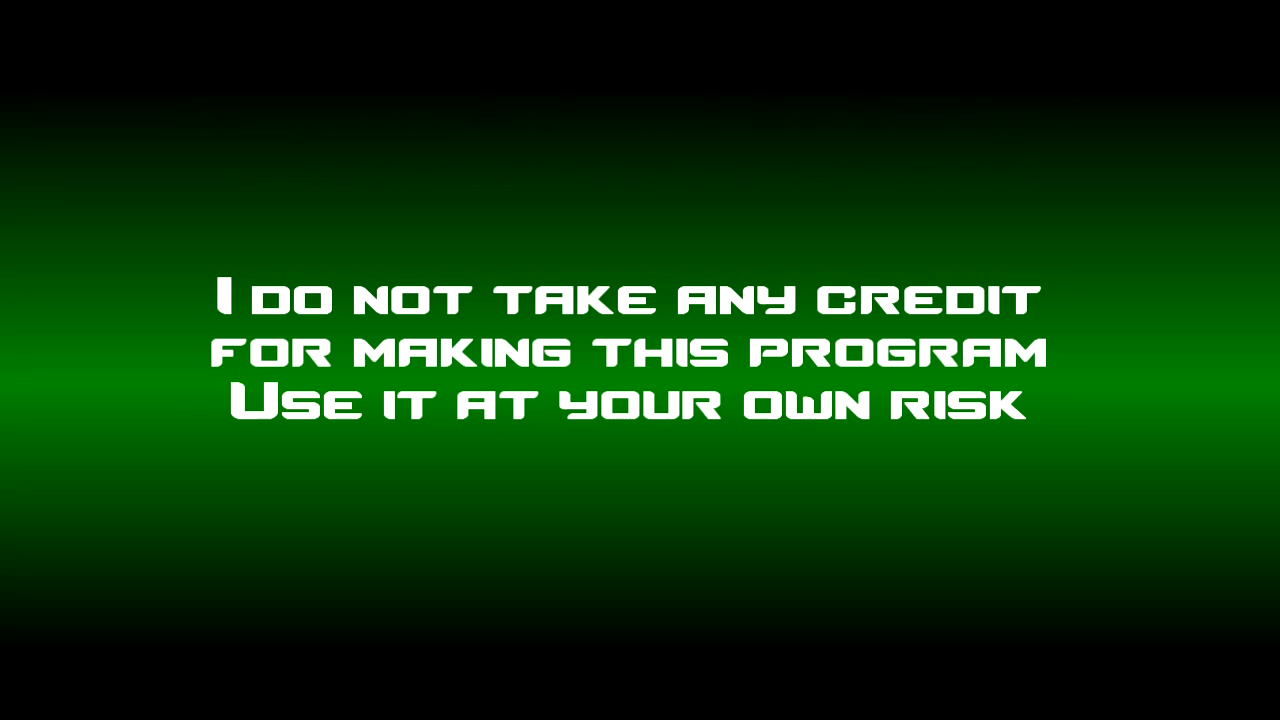 I do not take any credit
for making this program
Use it at your own risk